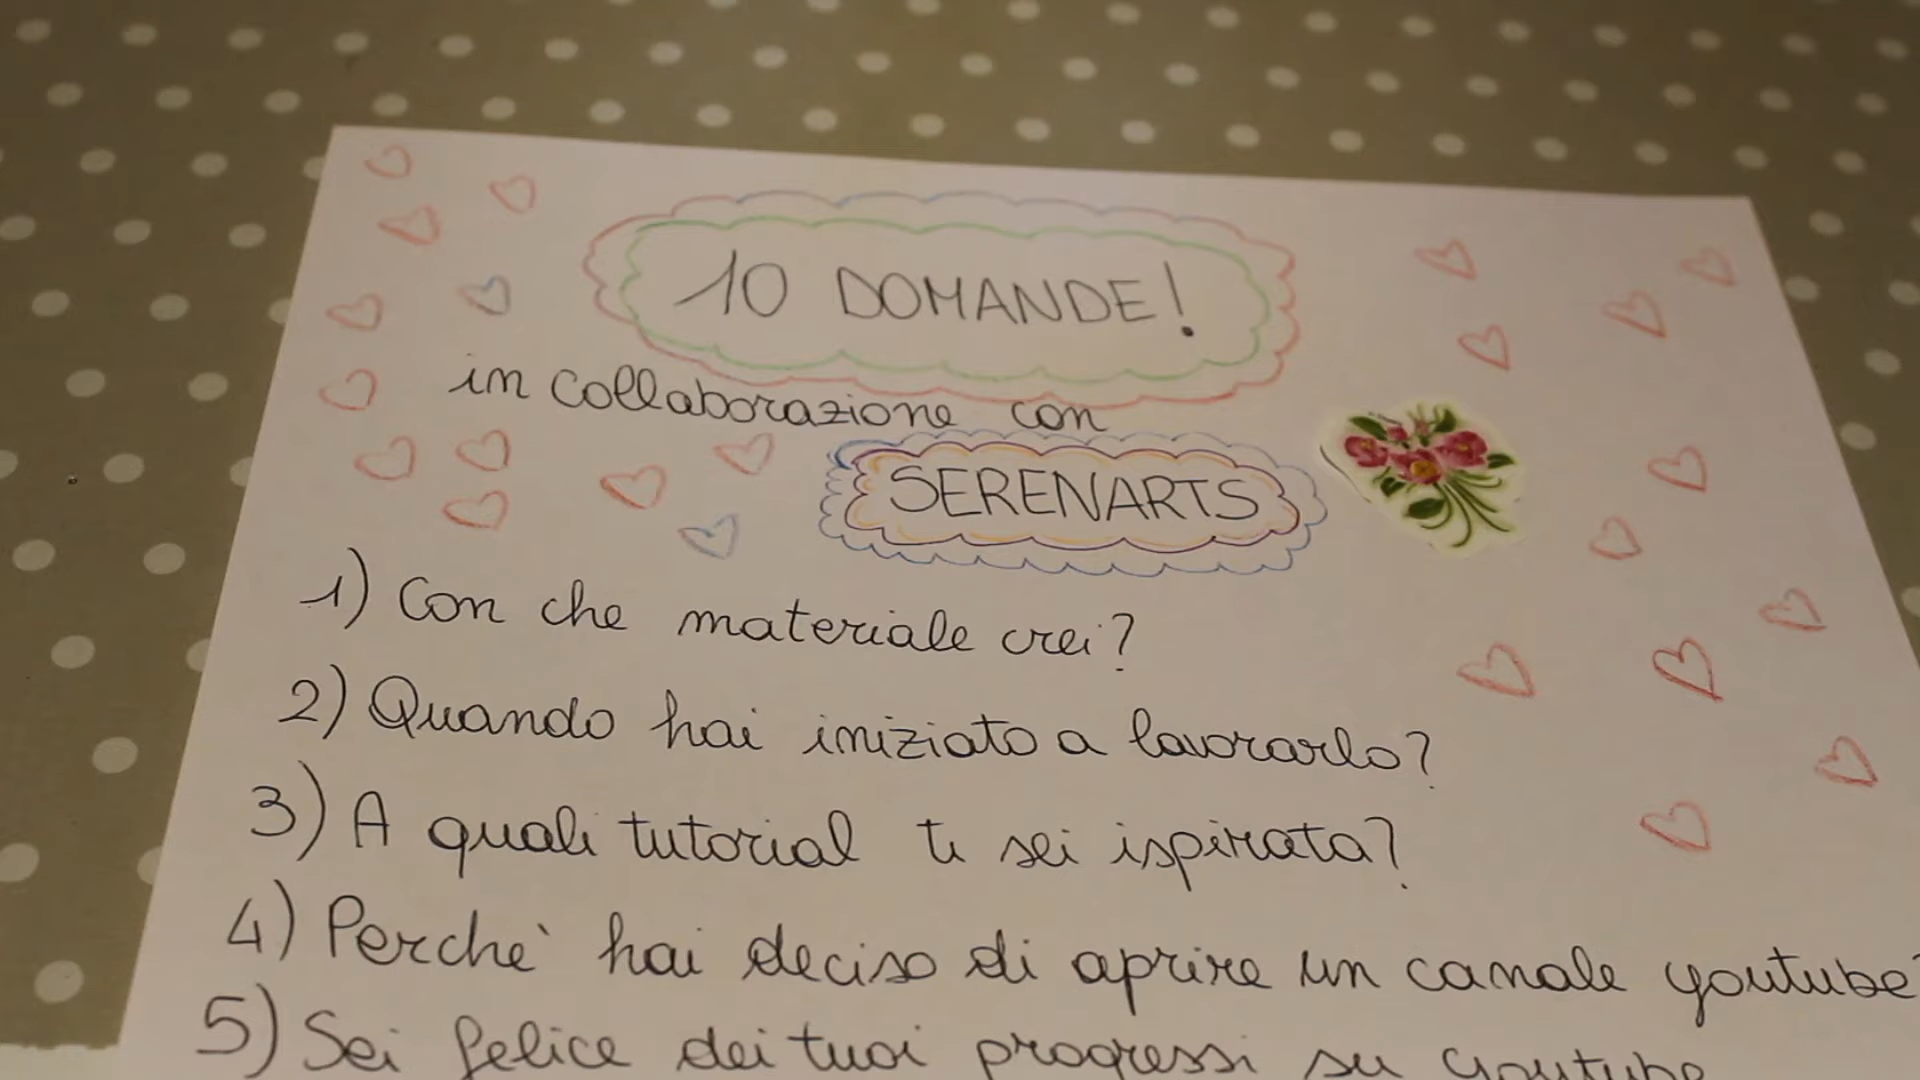 10 DOMANDE!
in collaborazione con
SERENARTS
1) Con che materiale crei?
2) Quando hai iniziato a lavorarlo?
3) A quali tutorial ti sei ispirata?
4) Perchè hai deciso di aprire un canale youtube?
5) Sei felice dei tuoi progressi su youtube